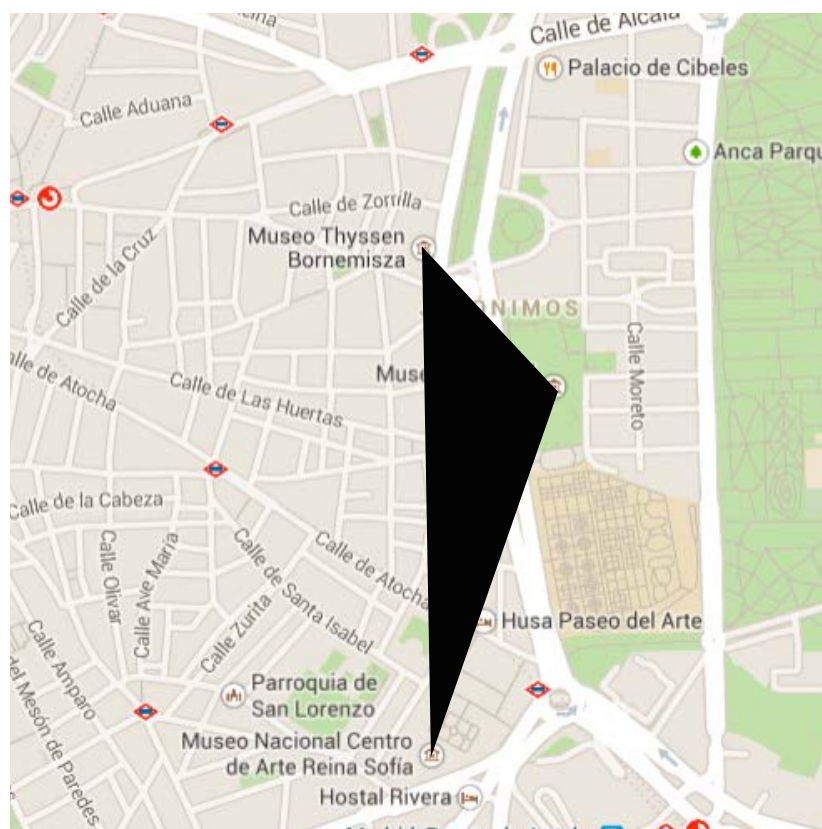 Calle de Alcalá
Palacio de Cibeles
Calle Aduana
Anca Parqu
Calle de Zorrilla
Museo Thyssen
Bornemisza
Calle de la Cruz
NIMOS
Calle Moreto
Muse
alle de Atocha
Calle de Las Huertas
Calle de la Cabeza
Calle Olivar
Calle Ave María
Calle de Santa Isabel
Calle de Atocha
Calle Zurita
Husa Paseo del Arte
Calle Amparo
del Mesón de Paredes
Parroquia de
San Lorenzo
Museo Nacional Centro
de Arte Reina Sofía
Hostal Rivera